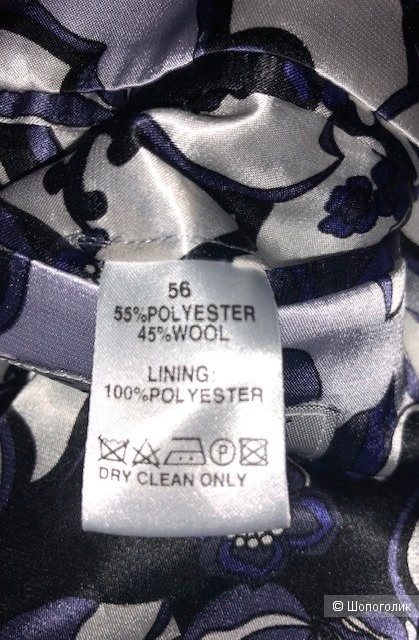 56
55%POLYESTER
45%WOOL
LINING:
100%POLYESTER
P
DRY CLEAN ONLY
© Шопоголик